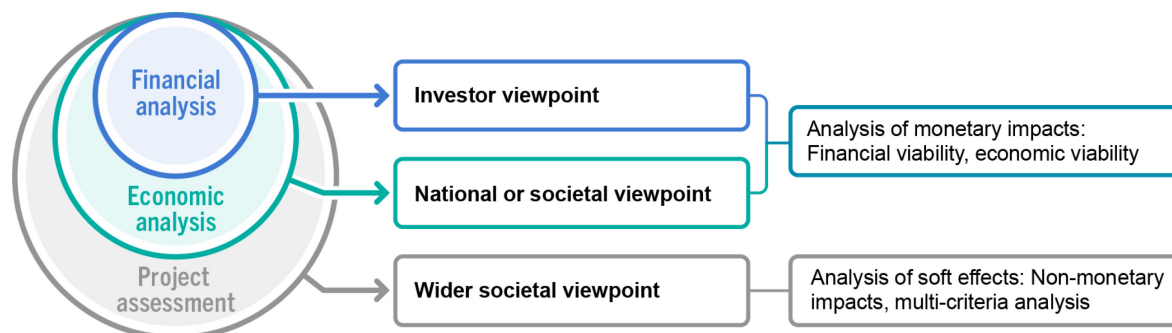 Financial
analysis
Economic
analysis
Project
assessment
Investor viewpoint
National or societal viewpoint
Wider societal viewpoint
Analysis of monetary impacts:
Financial viability, economic viability
Analysis of soft effects: Non-monetary
impacts, multi-criteria analysis